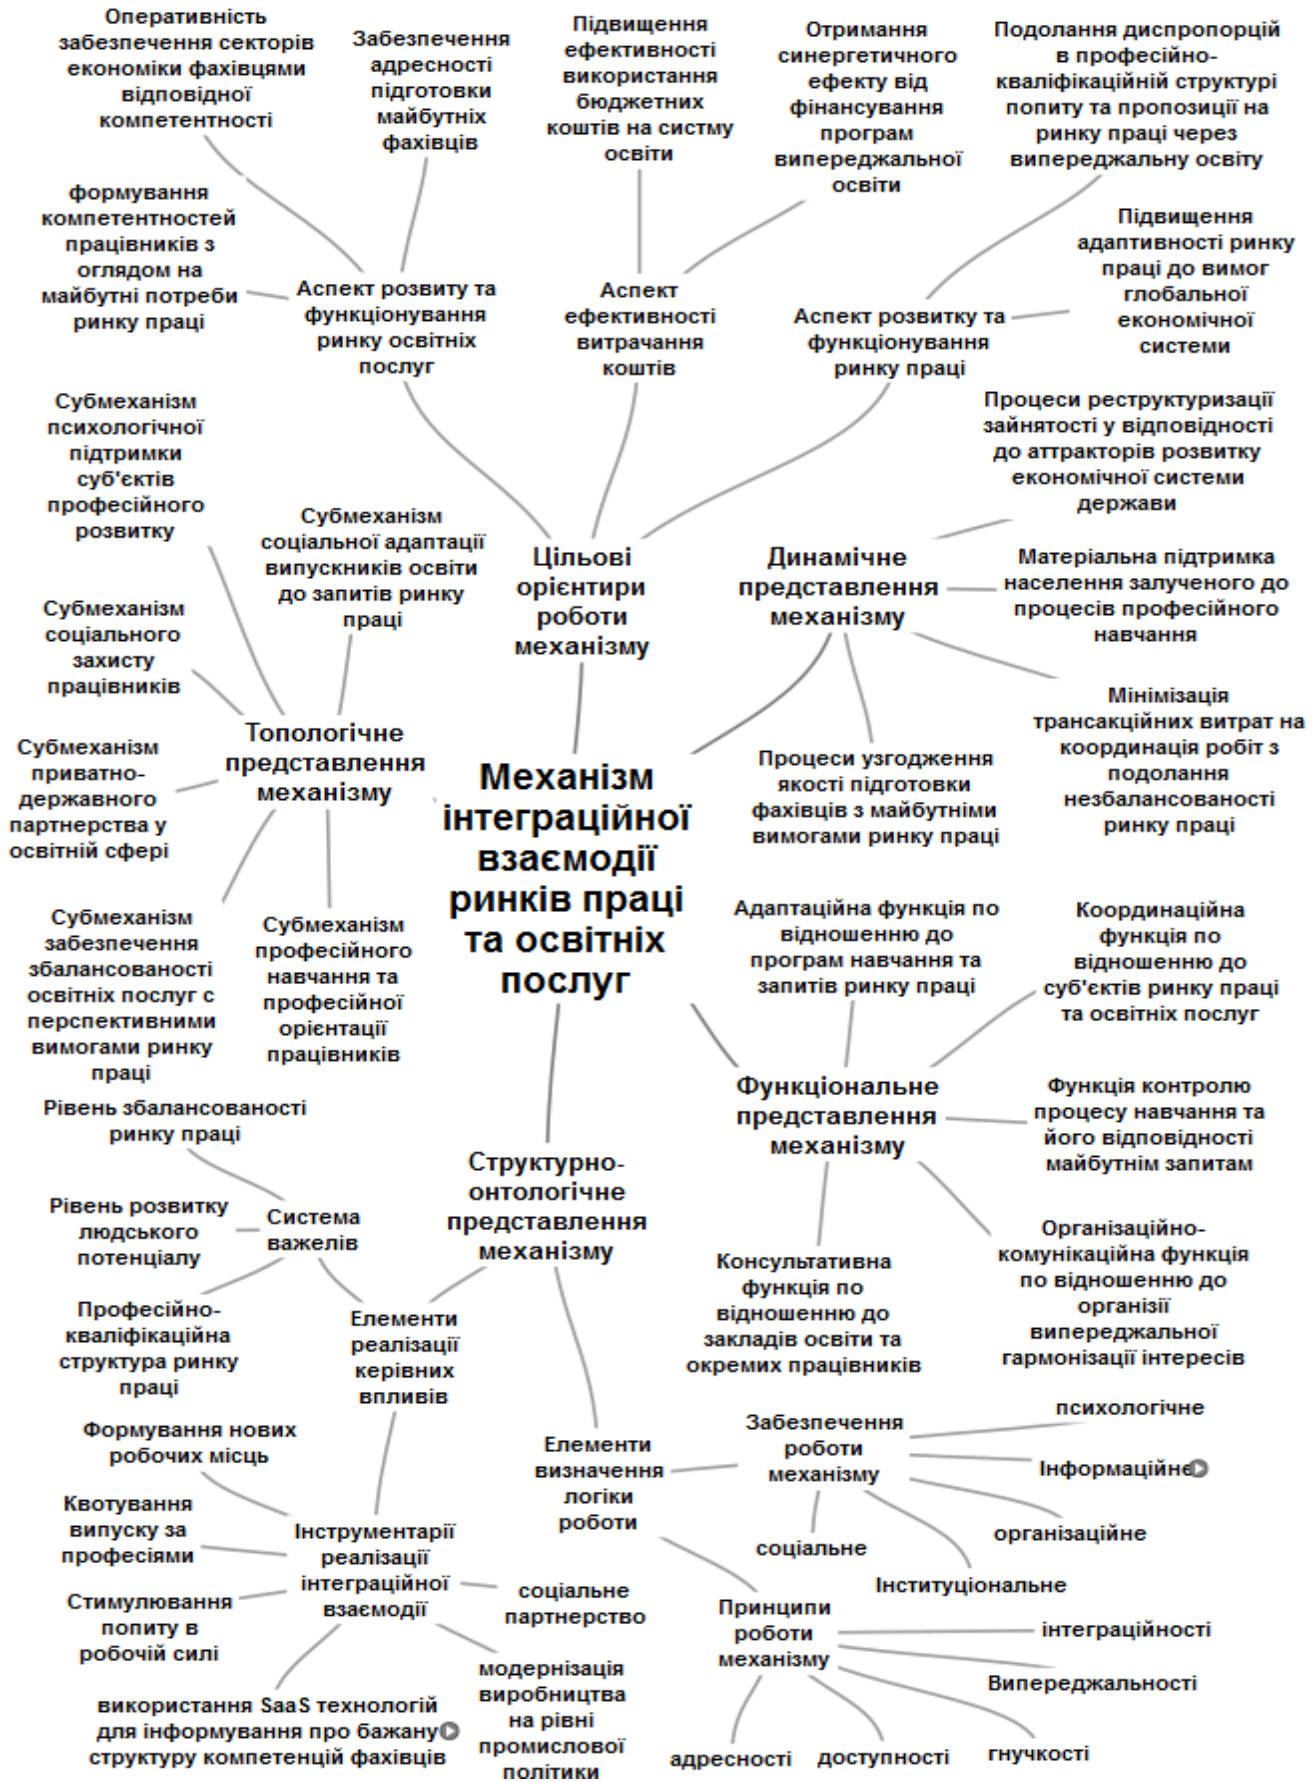 Оперативність
забезпечення секторів
економіки фахівцями
відповідної
компетентності
Забезпечення
адресності
підготовки
майбутніх
фахівців
Підвищення
ефективності
використання
бюджетних
коштів на систму
освіти
Отримання
синергетичного
ефекту від
фінансування
програм
випереджальної
освіти
Подолання диспропорцій
в професійно-
кваліфікаційній структурі
попиту та пропозиції на
ринку праці через
випереджальну освіту
формування
компетентностей
працівників з
оглядом на
майбутні потреби
ринку праці
Аспект розвиту та
функціонування
ринку освітніх
послуг
Аспект
ефективності
витрачання
коштів
Аспект розвитку та
функціонування
ринку праці
Підвищення
адаптивності ринку
праці до вимог
глобальної
економічної
системи
Субмеханізм
психологічної
підтримки
суб'єктів
професійного
розвитку
Субмеханізм
соціальної адаптації
випускників освіти
до запитів ринку
праці
Цільові
орієнтири
роботи
механізму
Динамічне
представлення
механізму
Процеси реструктуризації
зайнятості у відповідності
до аттракторів розвитку
економічної системи
держави
Матеріальна підтримка
населення залученого до
процесів професійного
навчання
Субмеханізм
соціального
захисту
працівників
Мінімізація
трансакційних витрат на
координація робіт з
подолання
незбалансованості
ринку праці
Топологічне
представлення
механізму
Субмеханізм
приватно-
державного
партнерства у
освітній сфері
Процеси узгодження
якості підготовки
фахівців з майбутніми
вимогами ринку праці
Механізм
інтеграційної
взаємодії
ринків праці
та освітніх
послуг
Субмеханізм
забезпечення
збалансованості
освітніх послуг с
перспективними
вимогами ринку
праці
Субмеханізм
професійного
навчання та
професійної
орієнтації
працівників
Адаптаційна функція по
відношенню до
програм навчання та
запитів ринку праці
Координаційна
функція по
відношенню до
суб'єктів ринку праці
та освітніх послуг
Функціональне
представлення
механізму
Функція контролю
процесу навчання та
його відповідності
майбутнім запитам
Рівень збалансованості
ринку праці
Структурно-
онтологічне
представлення
механізму
Рівень розвитку
людського
потенціалу
Система
важелів
Організаційно-
комунікаційна функція
по відношенню до
організії
випереджальної
гармонізації інтересів
Консультативна
функція по
відношенню до
закладів освіти та
окремих працівників
Професійно-
кваліфікаційна
структура ринку
праці
Елементи
реалізації
керівних
впливів
Формування нових
робочих місць
Елементи
визначення
логіки
роботи
Забезпечення
роботи
механізму
психологічне
Інформаційне
організаційне
соціальне
Інституціональне
Квотування
випуску за
професіями
Інструментарії
реалізації
інтеграційної
взаємодії
Стимулювання
попиту в
робочій силі
соціальне
партнерство
Принципи
роботи
механізму
інтеграційності
Випереджальності
гнучкості
доступності
адресності
використання SaaS технологій
для інформування про бажану
структуру компетенцій фахівців
модернізація
виробництва
на рівні
промислової
політики